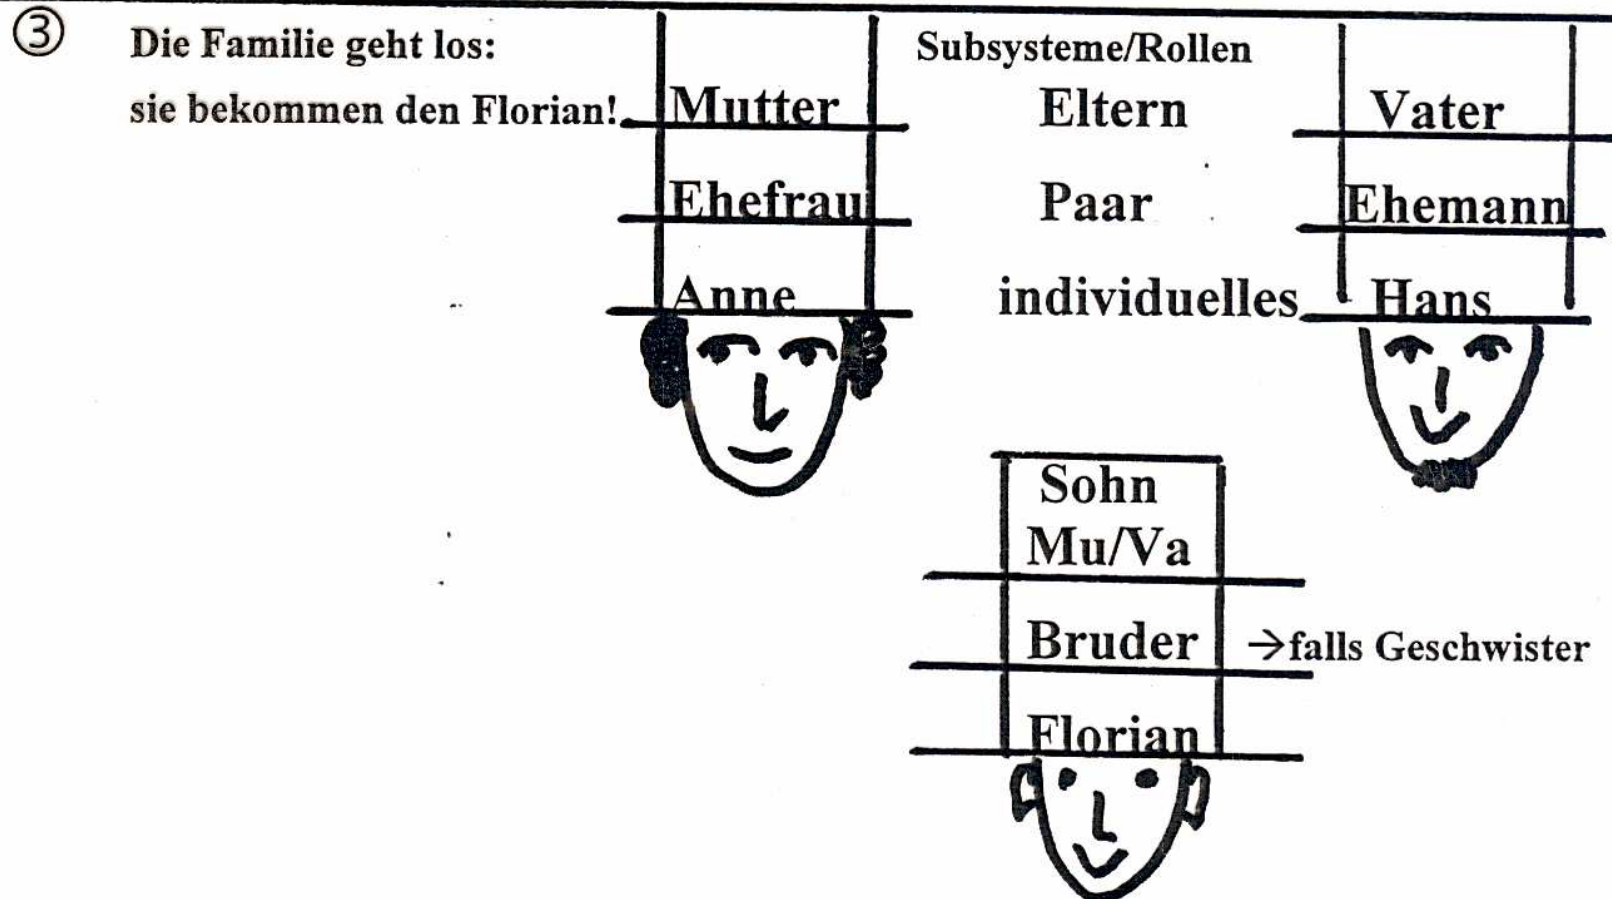 ③ Die Familie geht los:
sie bekommen den Florian!
Subsysteme/Rollen
Mutter Eltern Vater
Ehefrau Paar Ehemann
Anne individuelles Hans
Sohn
Mu/Va
Bruder →falls Geschwister
Florian